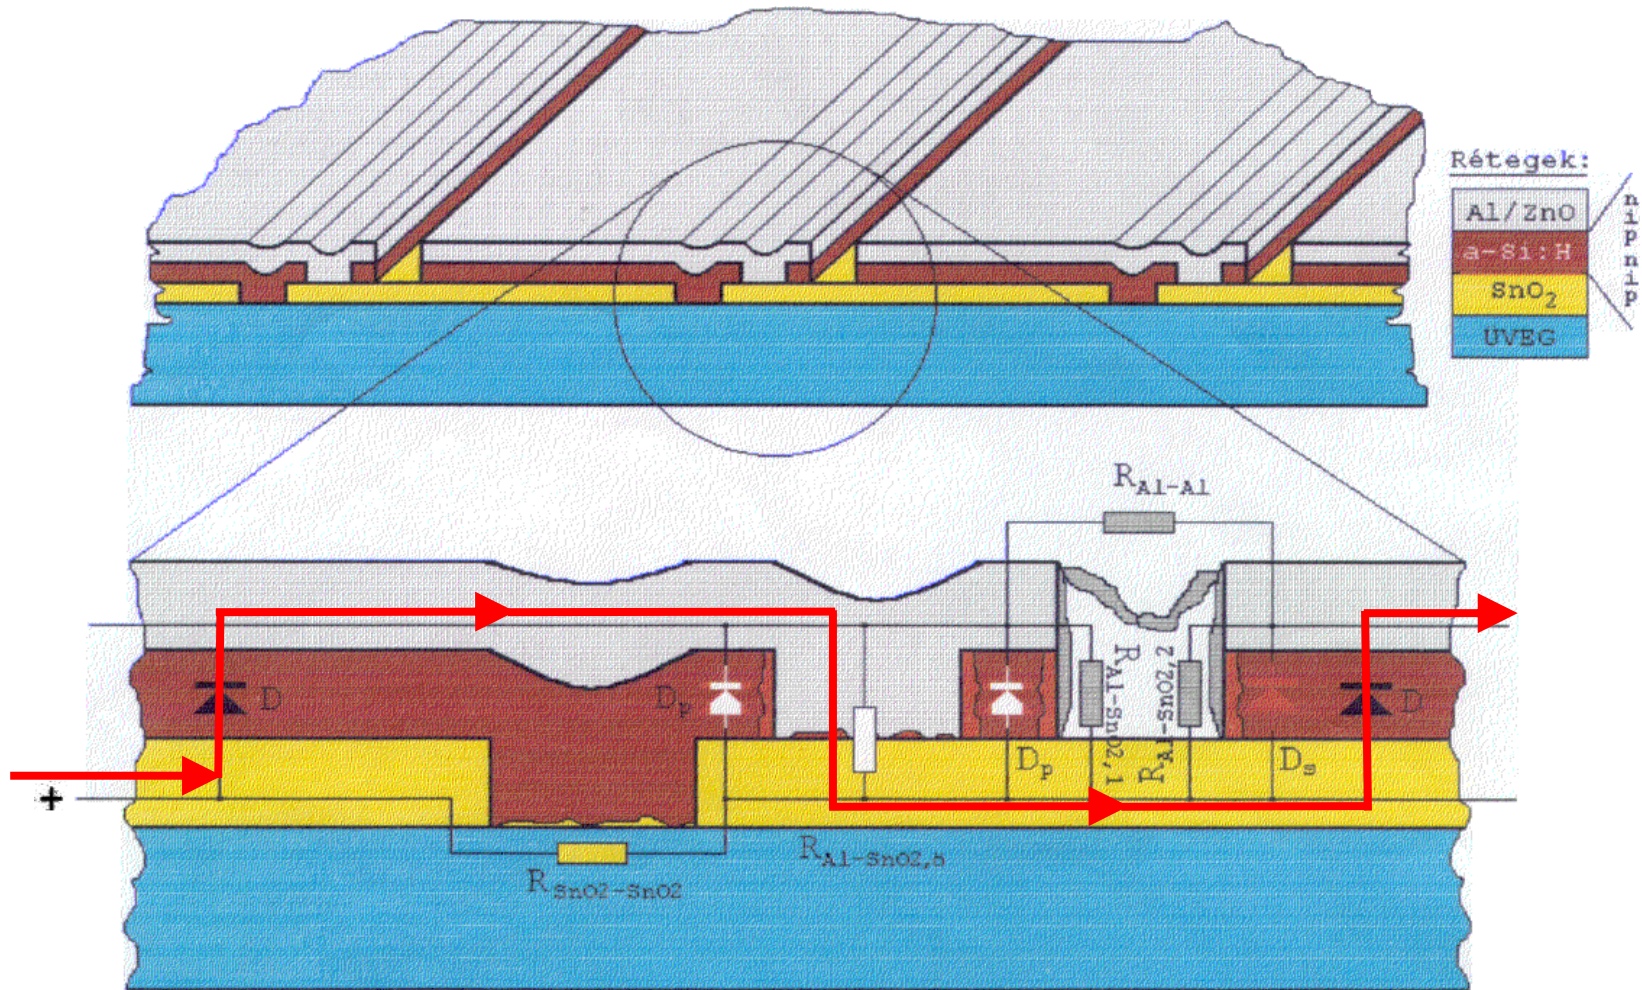 Rétegek:
Al/ZnO
a-Si:H
SnO2
UVEG
nipnip
RAl-Al
D
Dp
RAl-SnO2,1
RAl-SnO2,2
D
Dp
Ds
+
RAl-SnO2,b
RSnO2-SnO2